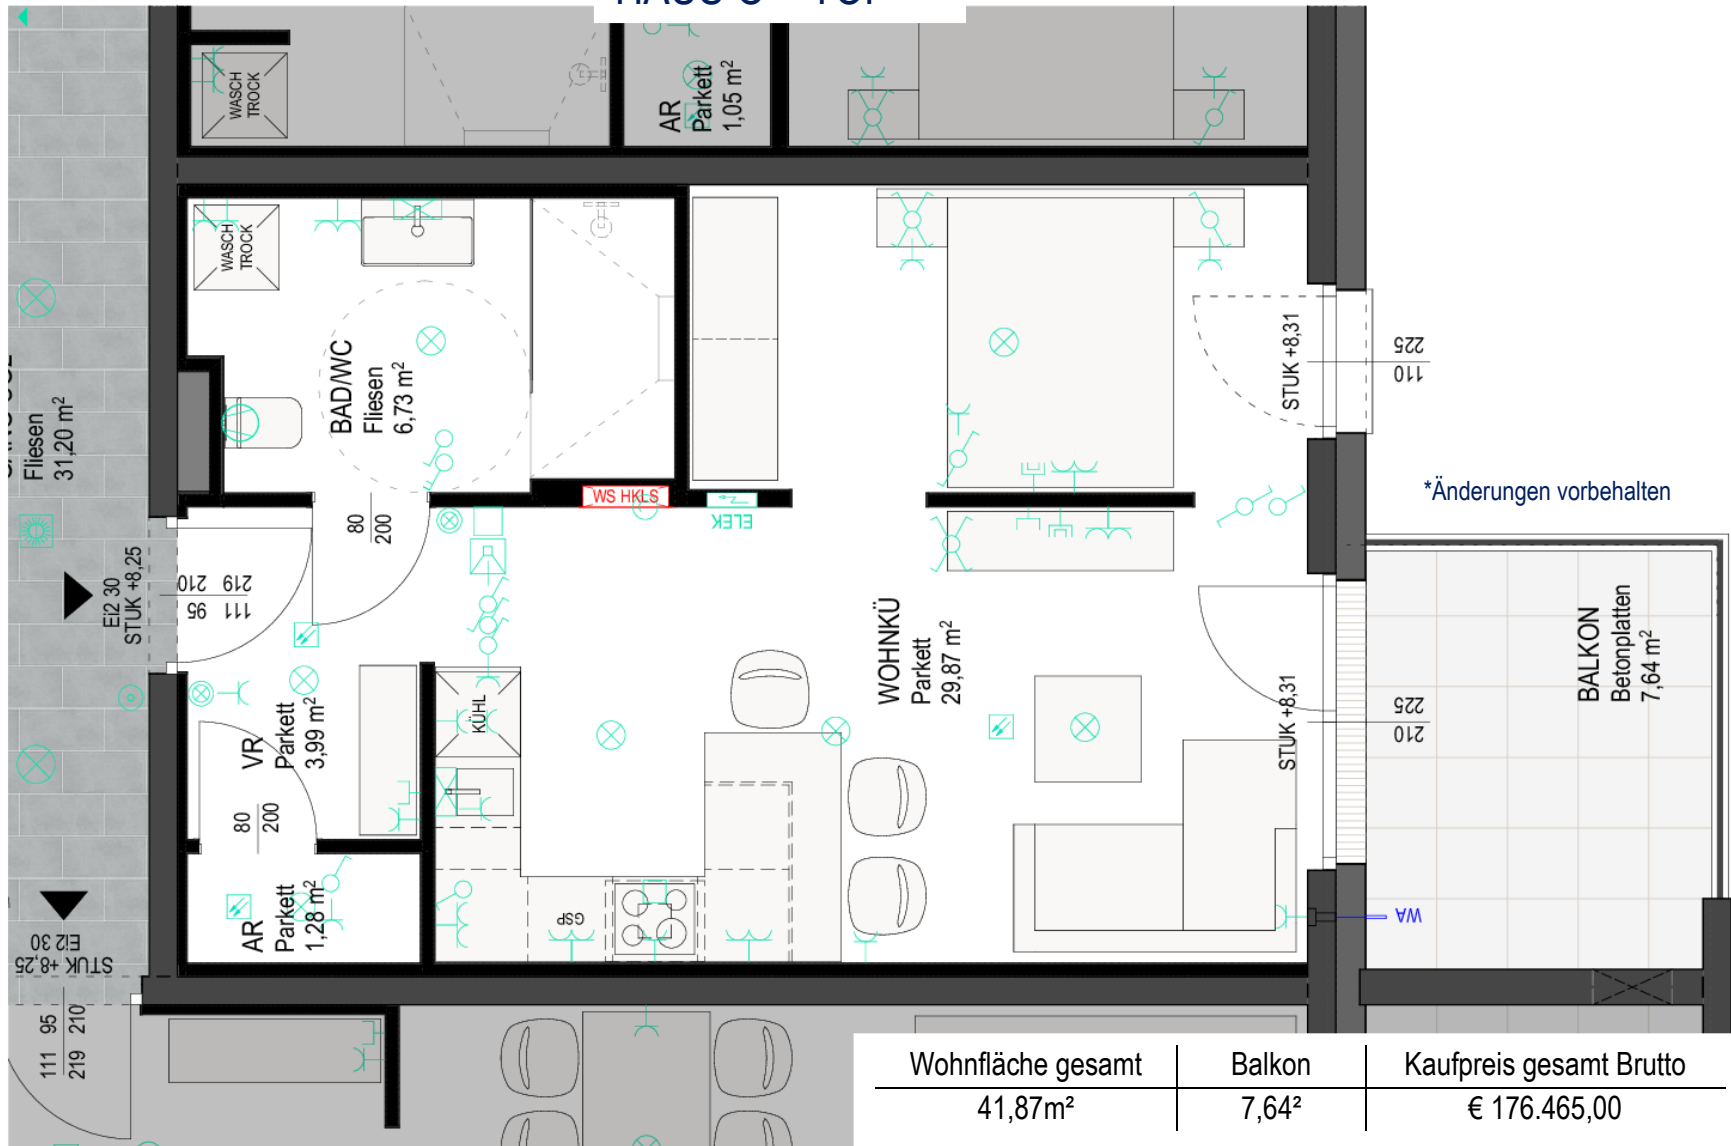 WASCH
TROCK
AR
Parkett
1,05 m²
WASCH
TROCK
BAD/WC
Fliesen
6,73 m²
Fliesen
31,20 m²
80
200
WS HKLS
ELEK
STUK +8,31
225
110
*Änderungen vorbehalten
Ei2 30
STUK +8,25
95
210
111
219
WOHNKÜ
Parkett
29,87 m²
BALKON
Betonplatten
7,64 m²
VR
Parkett
3,99 m²
KÜHL
STUK +8,31
225
210
80
200
AR
Parkett
1,28 m²
GSP
WA
Ei2 30
STUK +8,25
111 95
219 210
Wohnfläche gesamt Balkon Kaufpreis gesamt Brutto
41,87m² 7,64² € 176.465,00